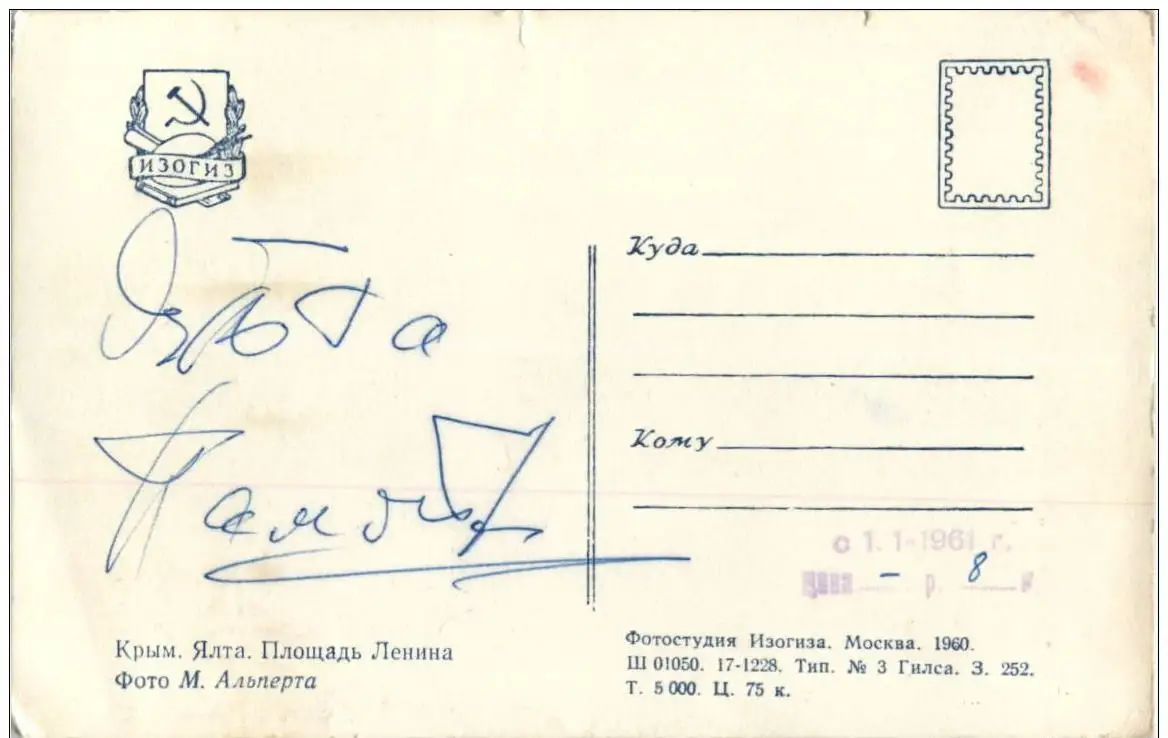 ИЗОГИЗ
Куда
Кому
с 1. 1-1961 г.
Цена - р. 8 к
Крым. Ялта. Площадь Ленина
Фото М. Альперта
Фотостудия Изогиза. Москва. 1960.
Ш 01050. 17-1228. Тип. № 3 Гилса. З. 252.
Т. 5 000. Ц. 75 к.